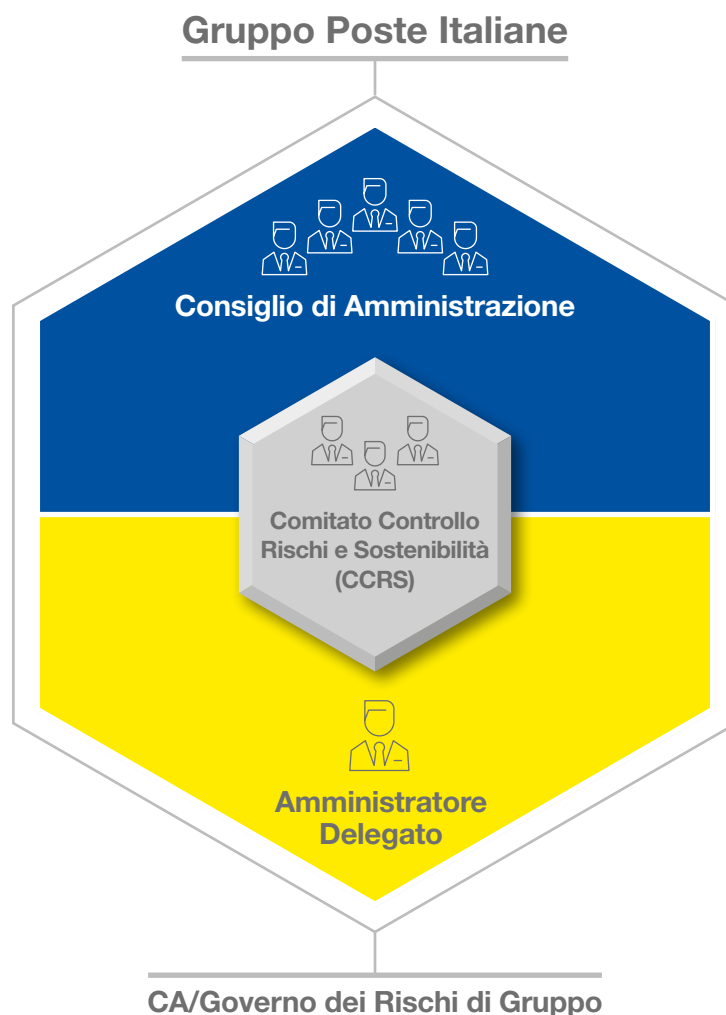 Gruppo Poste Italiane
Consiglio di Amministrazione
Comitato Controllo
Rischi e Sostenibilità
(CCRS)
Amministratore
Delegato
CA/Governo dei Rischi di Gruppo